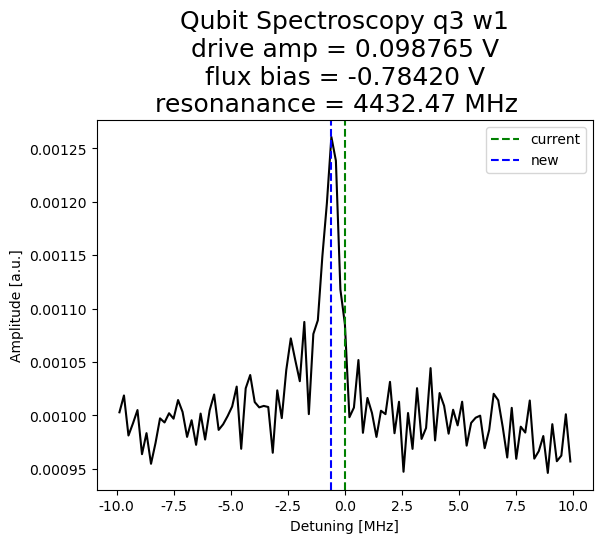 Qubit Spectroscopy q3 w1
drive amp = 0.098765 V
flux bias = -0.78420 V
resonanance = 4432.47 MHz
current
new
0.00125
0.00120
0.00115
0.00110
0.00105
0.00100
0.00095
Amplitude [a.u.]
-10.0 -7.5 -5.0 -2.5 0.0 2.5 5.0 7.5 10.0
Detuning [MHz]